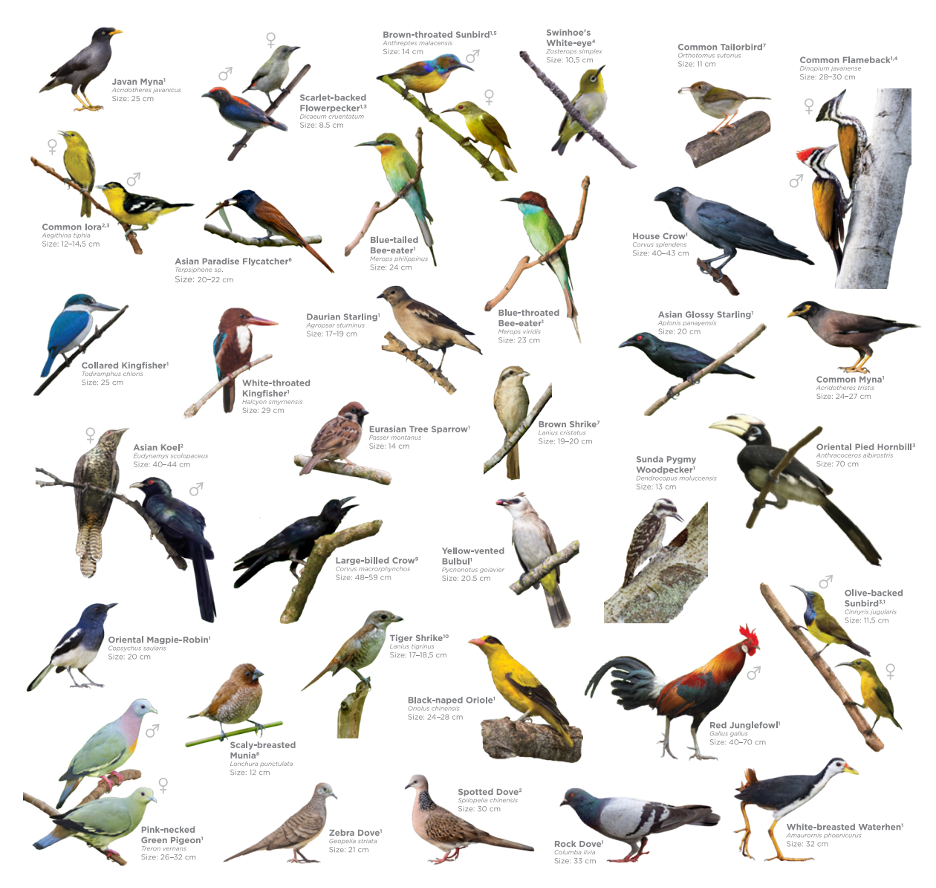 Brown-throated Sunbird¹,⁵
Anthreptes malacensis
Size: 14 cm
Swinhoe's
White-eye⁴
Zosterops simplex
Size: 10,5 cm
Common Tailorbird⁷
Orthotomus sutorius
Size: 11 cm
Common Flameback¹,⁴
Dinopium javanense
Size: 28–30 cm
Javan Myna¹
Acridotheres javanicus
Size: 25 cm
♀
♂
Scarlet-backed
Flowerpecker¹,³
Dicaeum cruentatum
Size: 8.5 cm
♂
♀
♀
♂
♀
♂
Common Iora²,³
Aegithina tiphia
Size: 12–14,5 cm
Asian Paradise Flycatcher⁶
Terpsiphone sp.
Size: 20–22 cm
Blue-tailed
Bee-eater¹
Merops philippinus
Size: 24 cm
House Crow¹
Corvus splendens
Size: 40–43 cm
Blue-throated
Bee-eater¹
Merops viridis
Size: 23 cm
Daurian Starling¹
Agropsar sturninus
Size: 17–19 cm
Asian Glossy Starling¹
Aplonis panayensis
Size: 20 cm
Collared Kingfisher¹
Todiramphus chloris
Size: 25 cm
White-throated
Kingfisher¹
Halcyon smyrnensis
Size: 29 cm
Common Myna¹
Acridotheres tristis
Size: 24–27 cm
Eurasian Tree Sparrow¹
Passer montanus
Size: 14 cm
Brown Shrike⁷
Lanius cristatus
Size: 19–20 cm
♀
Asian Koel²
Eudynamys scolopaceus
Size: 40–44 cm
♂
Sunda Pygmy
Woodpecker¹
Dendrocopus moluccensis
Size: 13 cm
Oriental Pied Hornbill³
Anthracoceros albirostris
Size: 70 cm
Large-billed Crow⁹
Corvus macrorphynchos
Size: 48–59 cm
Yellow-vented
Bulbul¹
Pycnonotus goiavier
Size: 20.5 cm
♂
Olive-backed
Sunbird³,¹
Cinnyris jugularis
Size: 11,5 cm
♀
Oriental Magpie-Robin¹
Copsychus saularis
Size: 20 cm
Tiger Shrike¹⁰
Lanius tigrinus
Size: 17–18,5 cm
Black-naped Oriole¹
Oriolus chinensis
Size: 24–28 cm
♂
Red Junglefowl¹
Gallus gallus
Size: 40–70 cm
Scaly-breasted
Munia⁸
Lonchura punctulata
Size: 12 cm
♂
♀
Pink-necked
Green Pigeon¹
Treron vernans
Size: 26–32 cm
Zebra Dove¹
Geopelia striata
Size: 21 cm
Spotted Dove²
Spilopelia chinensis
Size: 30 cm
Rock Dove¹
Columba livia
Size: 33 cm
White-breasted Waterhen¹
Amaurornis phoenicurus
Size: 32 cm